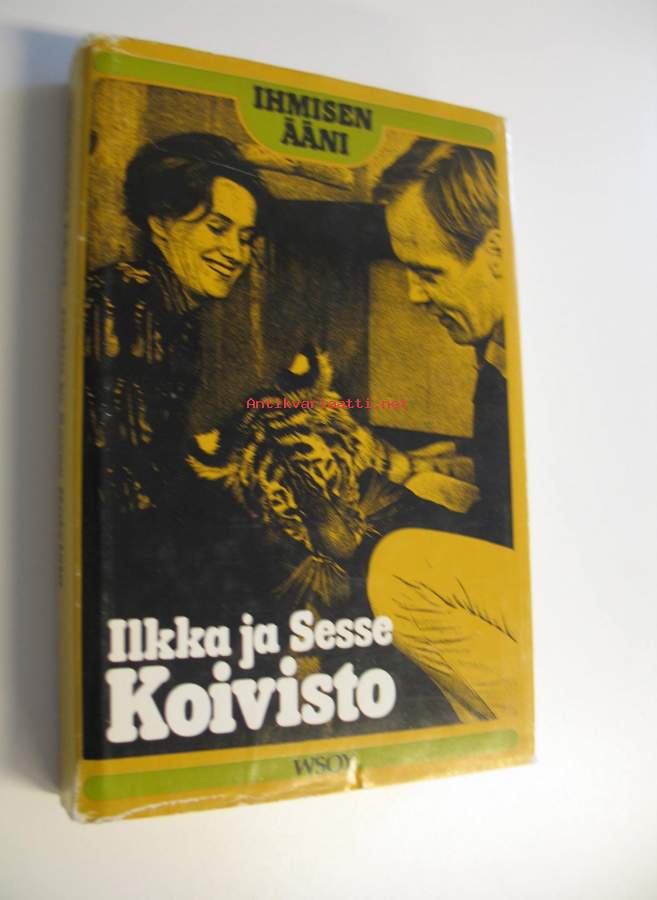 IHMISEN
ÄÄNI
Antikvariaatti.net
Ilkka ja Sesse
Koivisto
WSOY